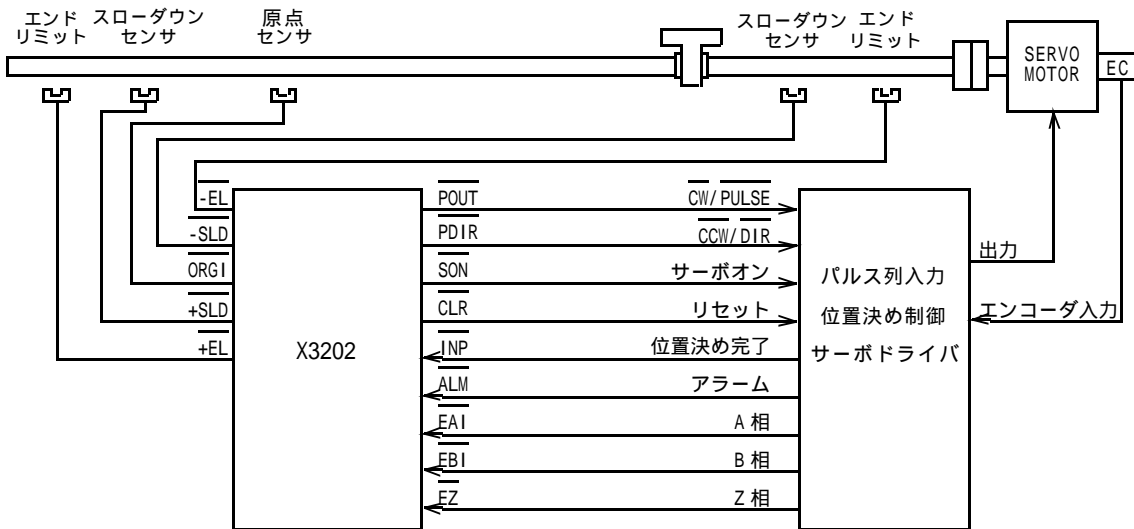 エンド
リミット
スローダウン
センサ
原点
センサ
スローダウン
センサ
エンド
リミット
SERVO
MOTOR
EC
-EL
-SLD
ORGI
+SLD
+EL
X3202
POUT
PDIR
SON
CLR
INP
ALM
EAI
EBI
EZ
CW/PULSE
CCW/DIR
サーボオン
リセット
位置決め完了
アラーム
A 相
B 相
Z 相
パルス列入力
位置決め制御
サーボドライバ
出力
エンコーダ入力